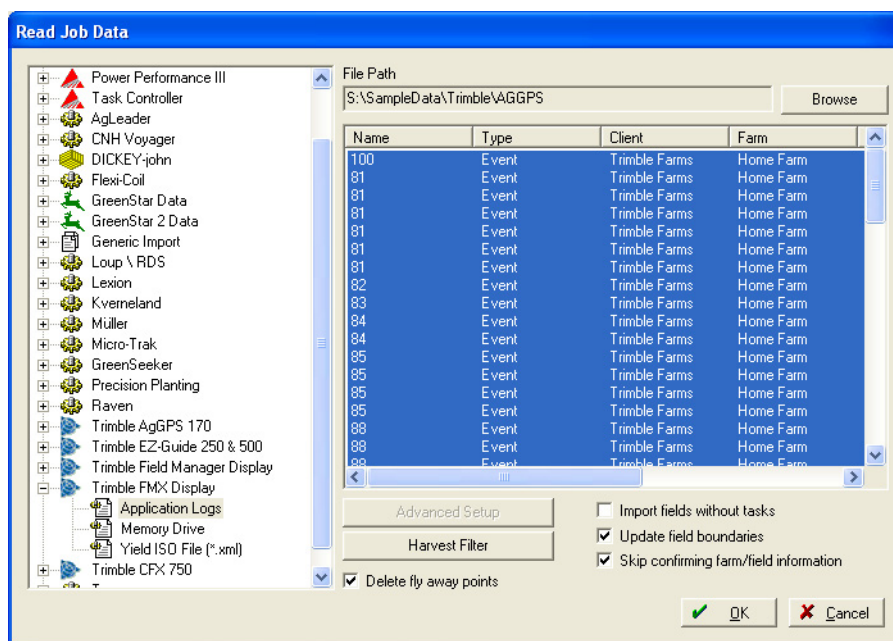 Read Job Data
Power Performance III
Task Controller
AgLeader
CNH Voyager
DICKEY-john
Flexi-Coil
GreenStar Data
GreenStar 2 Data
Generic Import
Loup \ RDS
Lexion
Kverneland
Müller
Micro-Trak
GreenSeeker
Precision Planting
Raven
Trimble AgGPS 170
Trimble EZ-Guide 250 & 500
Trimble Field Manager Display
Trimble FMX Display
Application Logs
Memory Drive
Yield ISO File (*.xml)
Trimble CFX 750
File Path
S:\SampleData\Trimble\AGGPS
Browse
Name Type Client Farm
100 Event Trimble Farms Home Farm
81 Event Trimble Farms Home Farm
81 Event Trimble Farms Home Farm
81 Event Trimble Farms Home Farm
81 Event Trimble Farms Home Farm
81 Event Trimble Farms Home Farm
81 Event Trimble Farms Home Farm
82 Event Trimble Farms Home Farm
83 Event Trimble Farms Home Farm
84 Event Trimble Farms Home Farm
84 Event Trimble Farms Home Farm
85 Event Trimble Farms Home Farm
85 Event Trimble Farms Home Farm
85 Event Trimble Farms Home Farm
85 Event Trimble Farms Home Farm
88 Event Trimble Farms Home Farm
88 Event Trimble Farms Home Farm
88 Event Trimble Farms Home Farm
Advanced Setup
Harvest Filter
Delete fly away points
Import fields without tasks
Update field boundaries
Skip confirming farm/field information
OK
Cancel